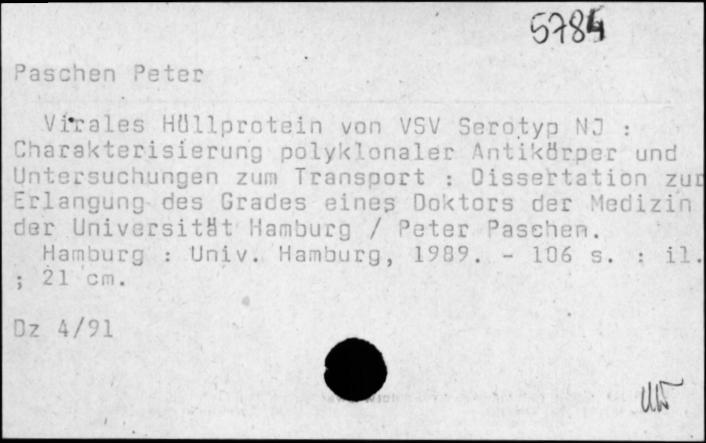 5784
Paschen Peter
Virales Hüllprotein von VSV Serotyp NJ :
Charakterisierung polyklonaler Antikörper und
Untersuchungen zum Transport : Dissertation zur
Erlangung des Grades eines Doktors der Medizin
der Universität Hamburg / Peter Paschen.
Hamburg : Univ. Hamburg, 1989. - 106 s. : il.
; 21 cm.
Dz 4/91